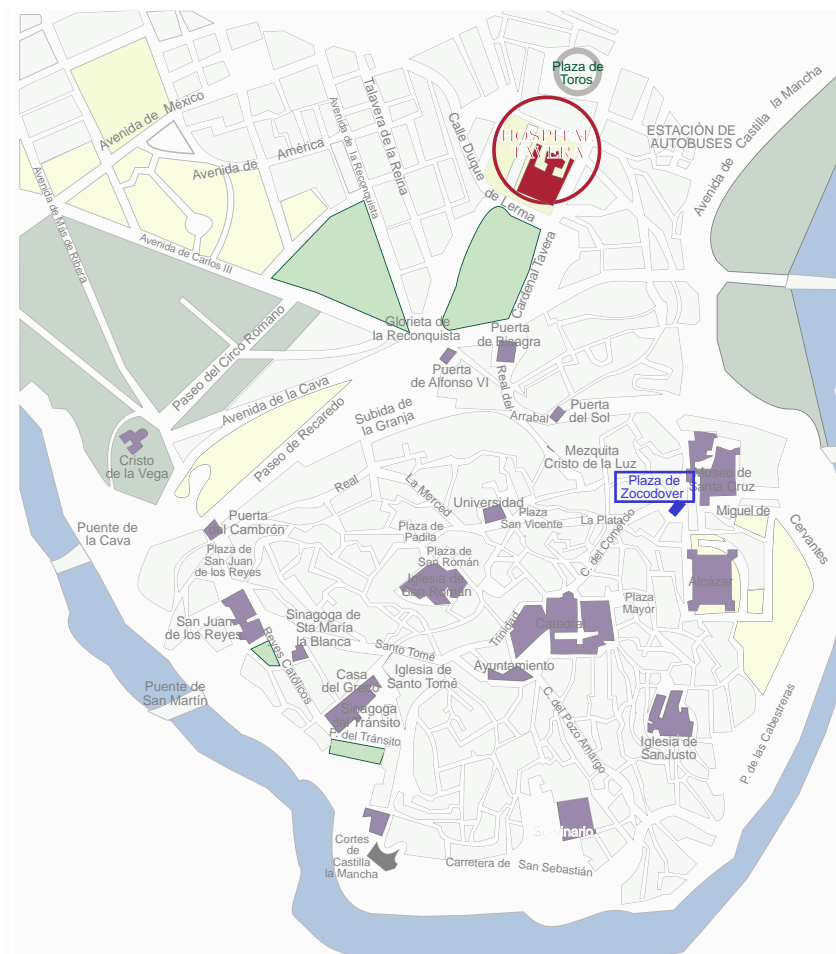 Plaza de
Toros
HOSPITAL
TAVERA
ESTACIÓN DE
AUTOBUSES
Avenida de Castilla la Mancha
Avenida de México
Avenida de América
Talavera de la Reina
Avenida de la Reconquista
Calle Duque de Lerma
Avenida de Más de Ribera
Avenida de Carlos III
Cardenal Tavera
Glorieta de
la Reconquista
Puerta
de Bisagra
Paseo del Circo Romano
Puerta
de Alfonso VI
Real del
Arrabal
Avenida de la Cava
Subida de
la Granja
Puerta
del Sol
Paseo de Recaredo
Mezquita
Cristo de la Luz
Cristo
de la Vega
Museo de
Santa Cruz
Plaza de
Zocodover
Real
La Merced
Universidad
Plaza
San Vicente
La Plata
Miguel de
Cervantes
Puente de
la Cava
Puerta
del Cambrón
Plaza de
Padilla
C. del Comercio
Plaza de
San Juan
de los Reyes
Plaza de
San Román
Iglesia de
San Román
Alcázar
Plaza
Mayor
San Juan
de los Reyes
Sinagoga de
Sta María
la Blanca
Reyes Católicos
Trinidad
Catedral
Santo Tomé
Ayuntamiento
Casa
del Greco
Iglesia de
Santo Tomé
Puente de
San Martín
Sinagoga
del Tránsito
P. del Tránsito
C. del Pozo Amargo
Iglesia de
SanJusto
P. de las Cabestreras
Seminario
Cortes
de
Castilla
la Mancha
Carretera de San Sebastián